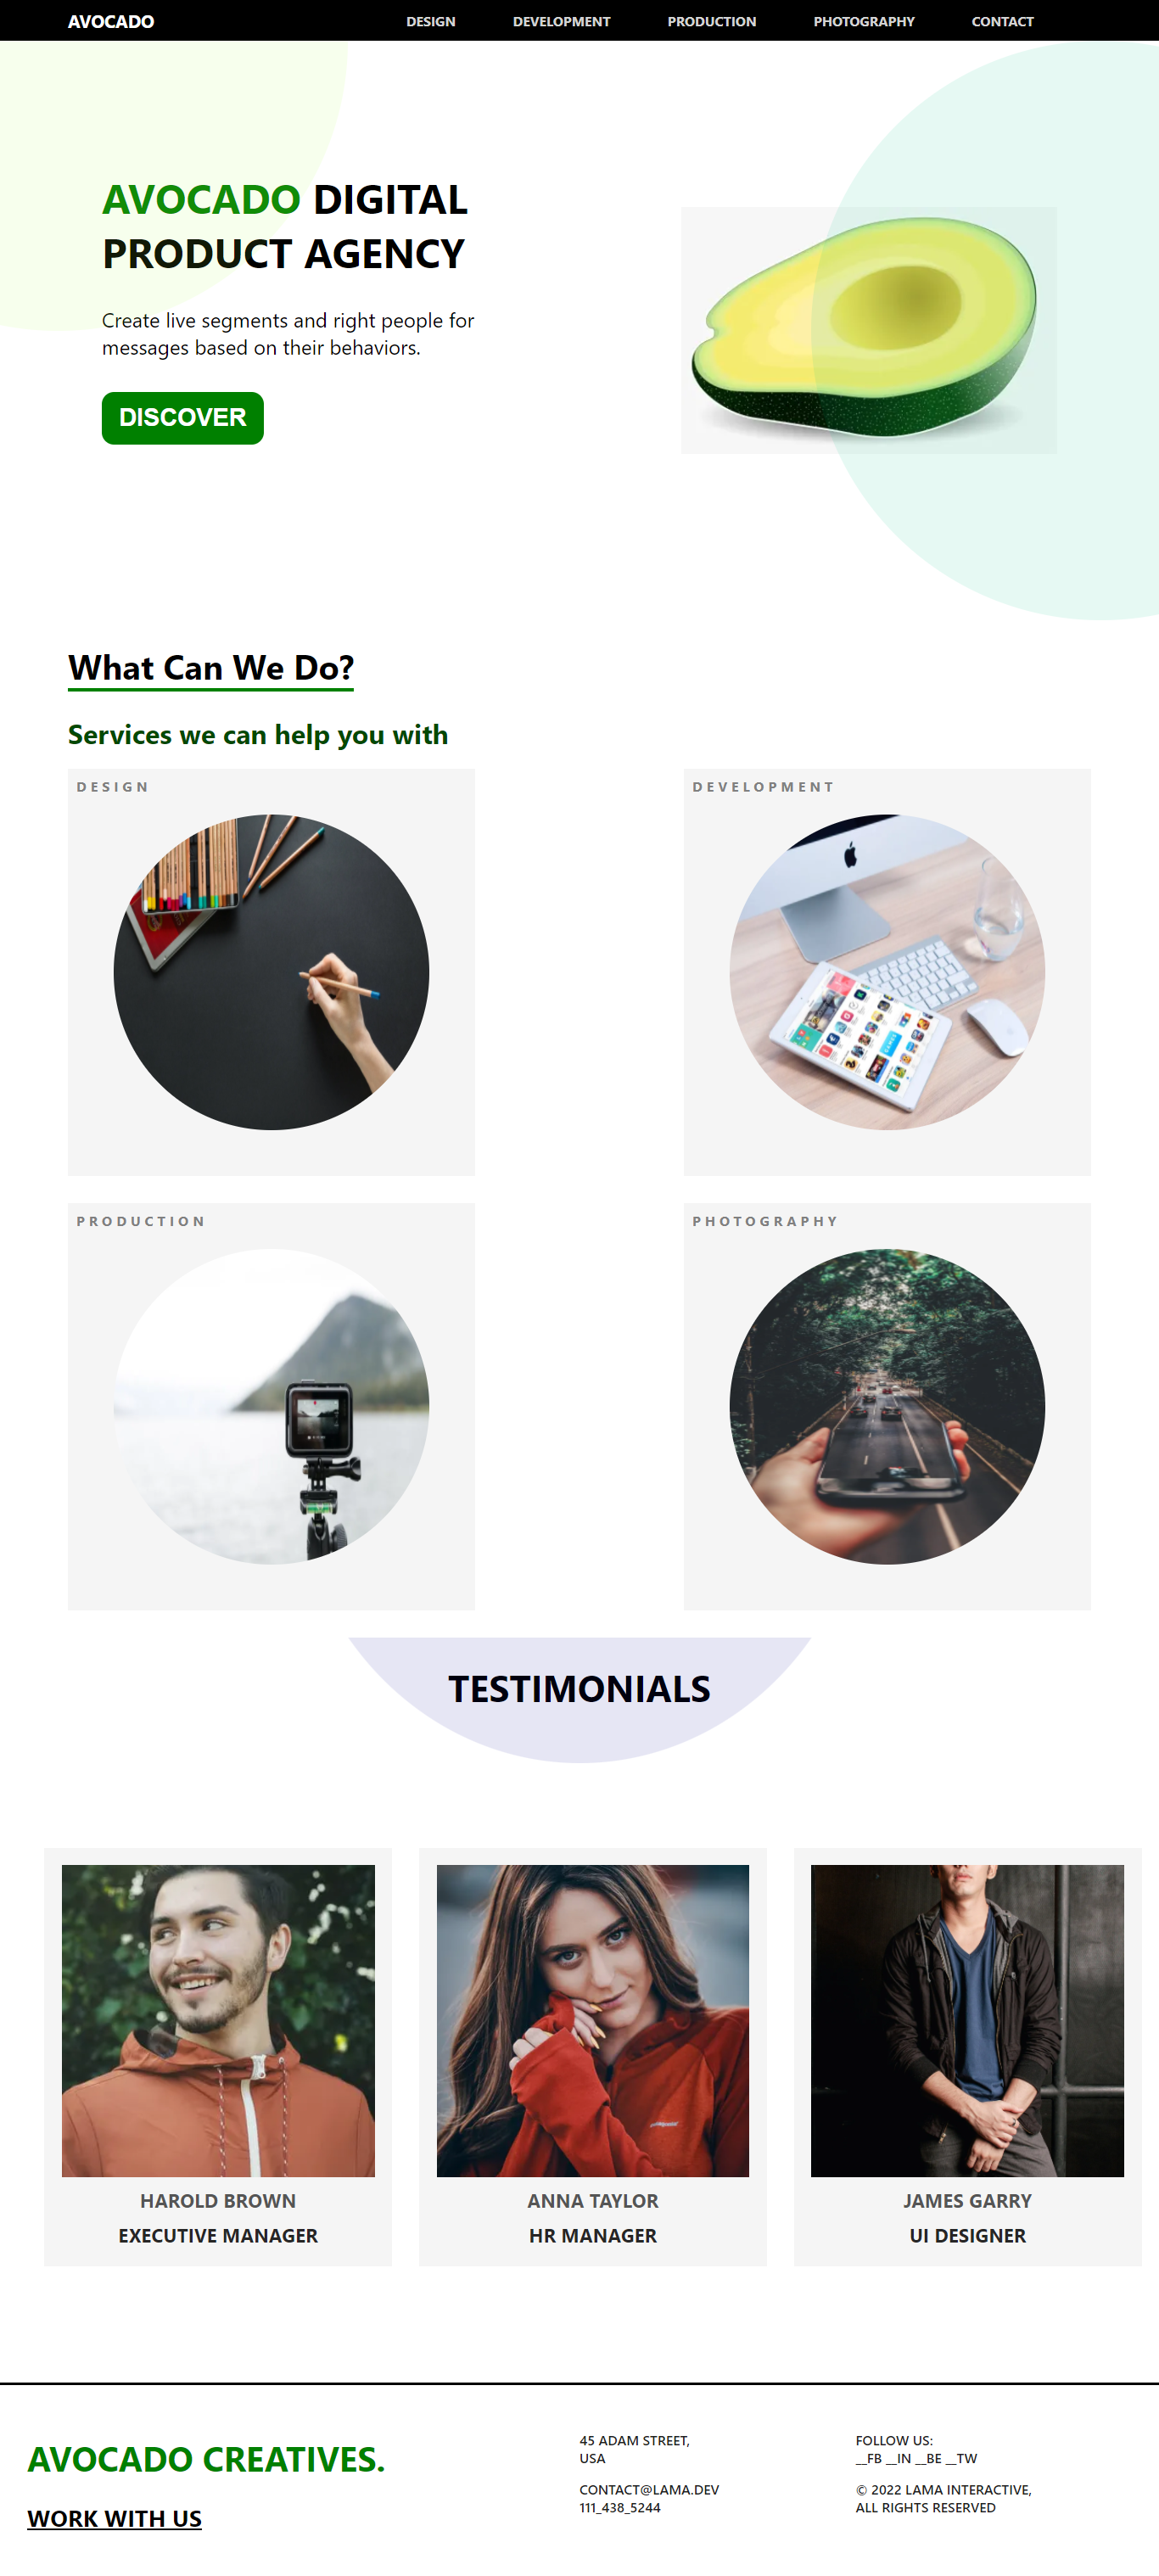 AVOCADO
DESIGN DEVELOPMENT PRODUCTION PHOTOGRAPHY CONTACT
AVOCADO DIGITAL
PRODUCT AGENCY
Create live segments and right people for
messages based on their behaviors.
DISCOVER
What Can We Do?
Services we can help you with
DESIGN
DEVELOPMENT
PRODUCTION
PHOTOGRAPHY
TESTIMONIALS
HAROLD BROWN
EXECUTIVE MANAGER
ANNA TAYLOR
HR MANAGER
JAMES GARRY
UI DESIGNER
AVOCADO CREATIVES.
WORK WITH US
45 ADAM STREET,
USA
CONTACT@LAMA.DEV
111_438_5244
FOLLOW US:
__FB __IN __BE __TW
© 2022 LAMA INTERACTIVE,
ALL RIGHTS RESERVED